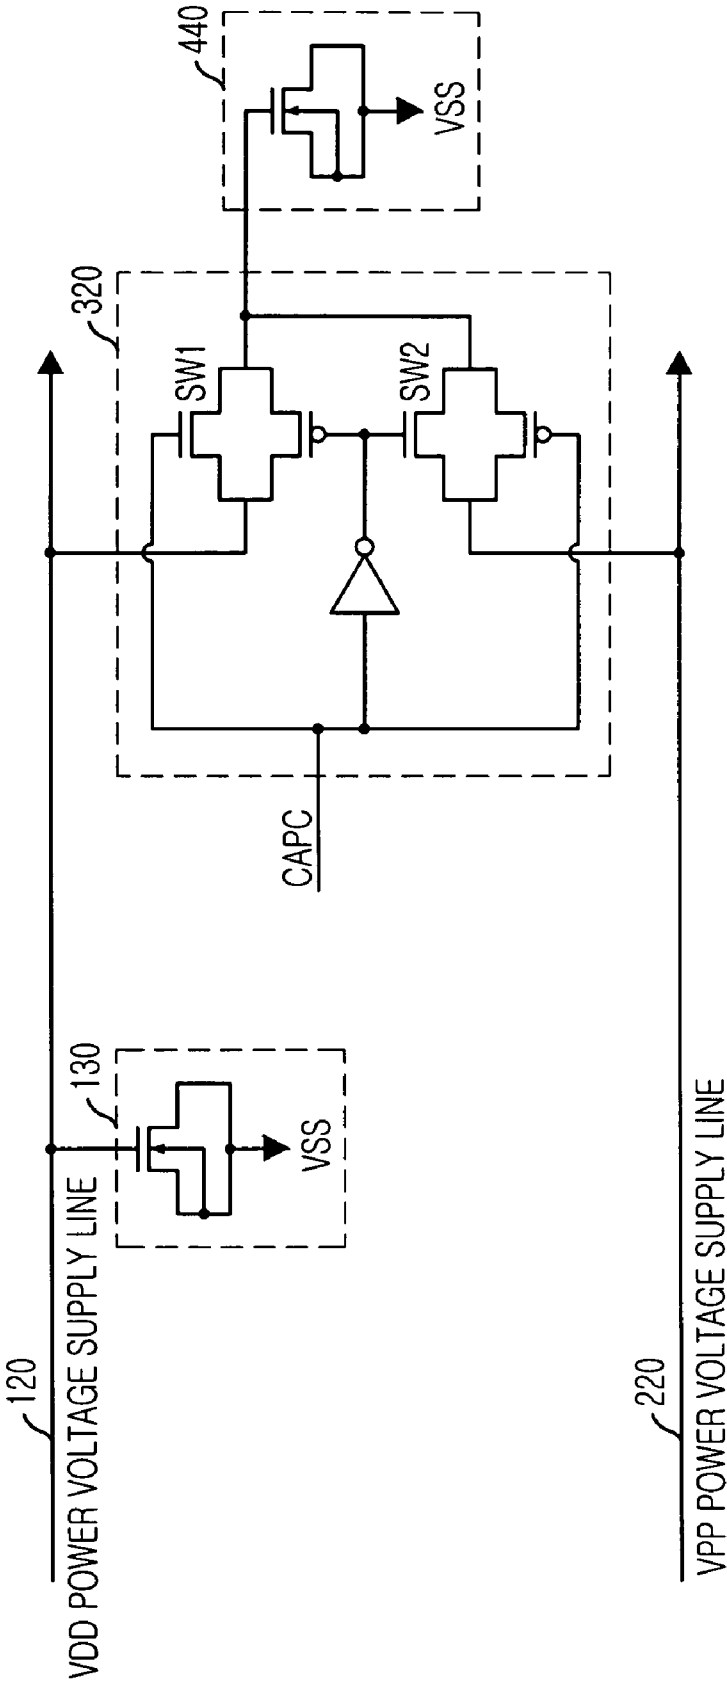 120
VDD POWER VOLTAGE SUPPLY LINE
130
VSS
CAPC
320
SW1
SW2
440
VSS
220
VPP POWER VOLTAGE SUPPLY LINE